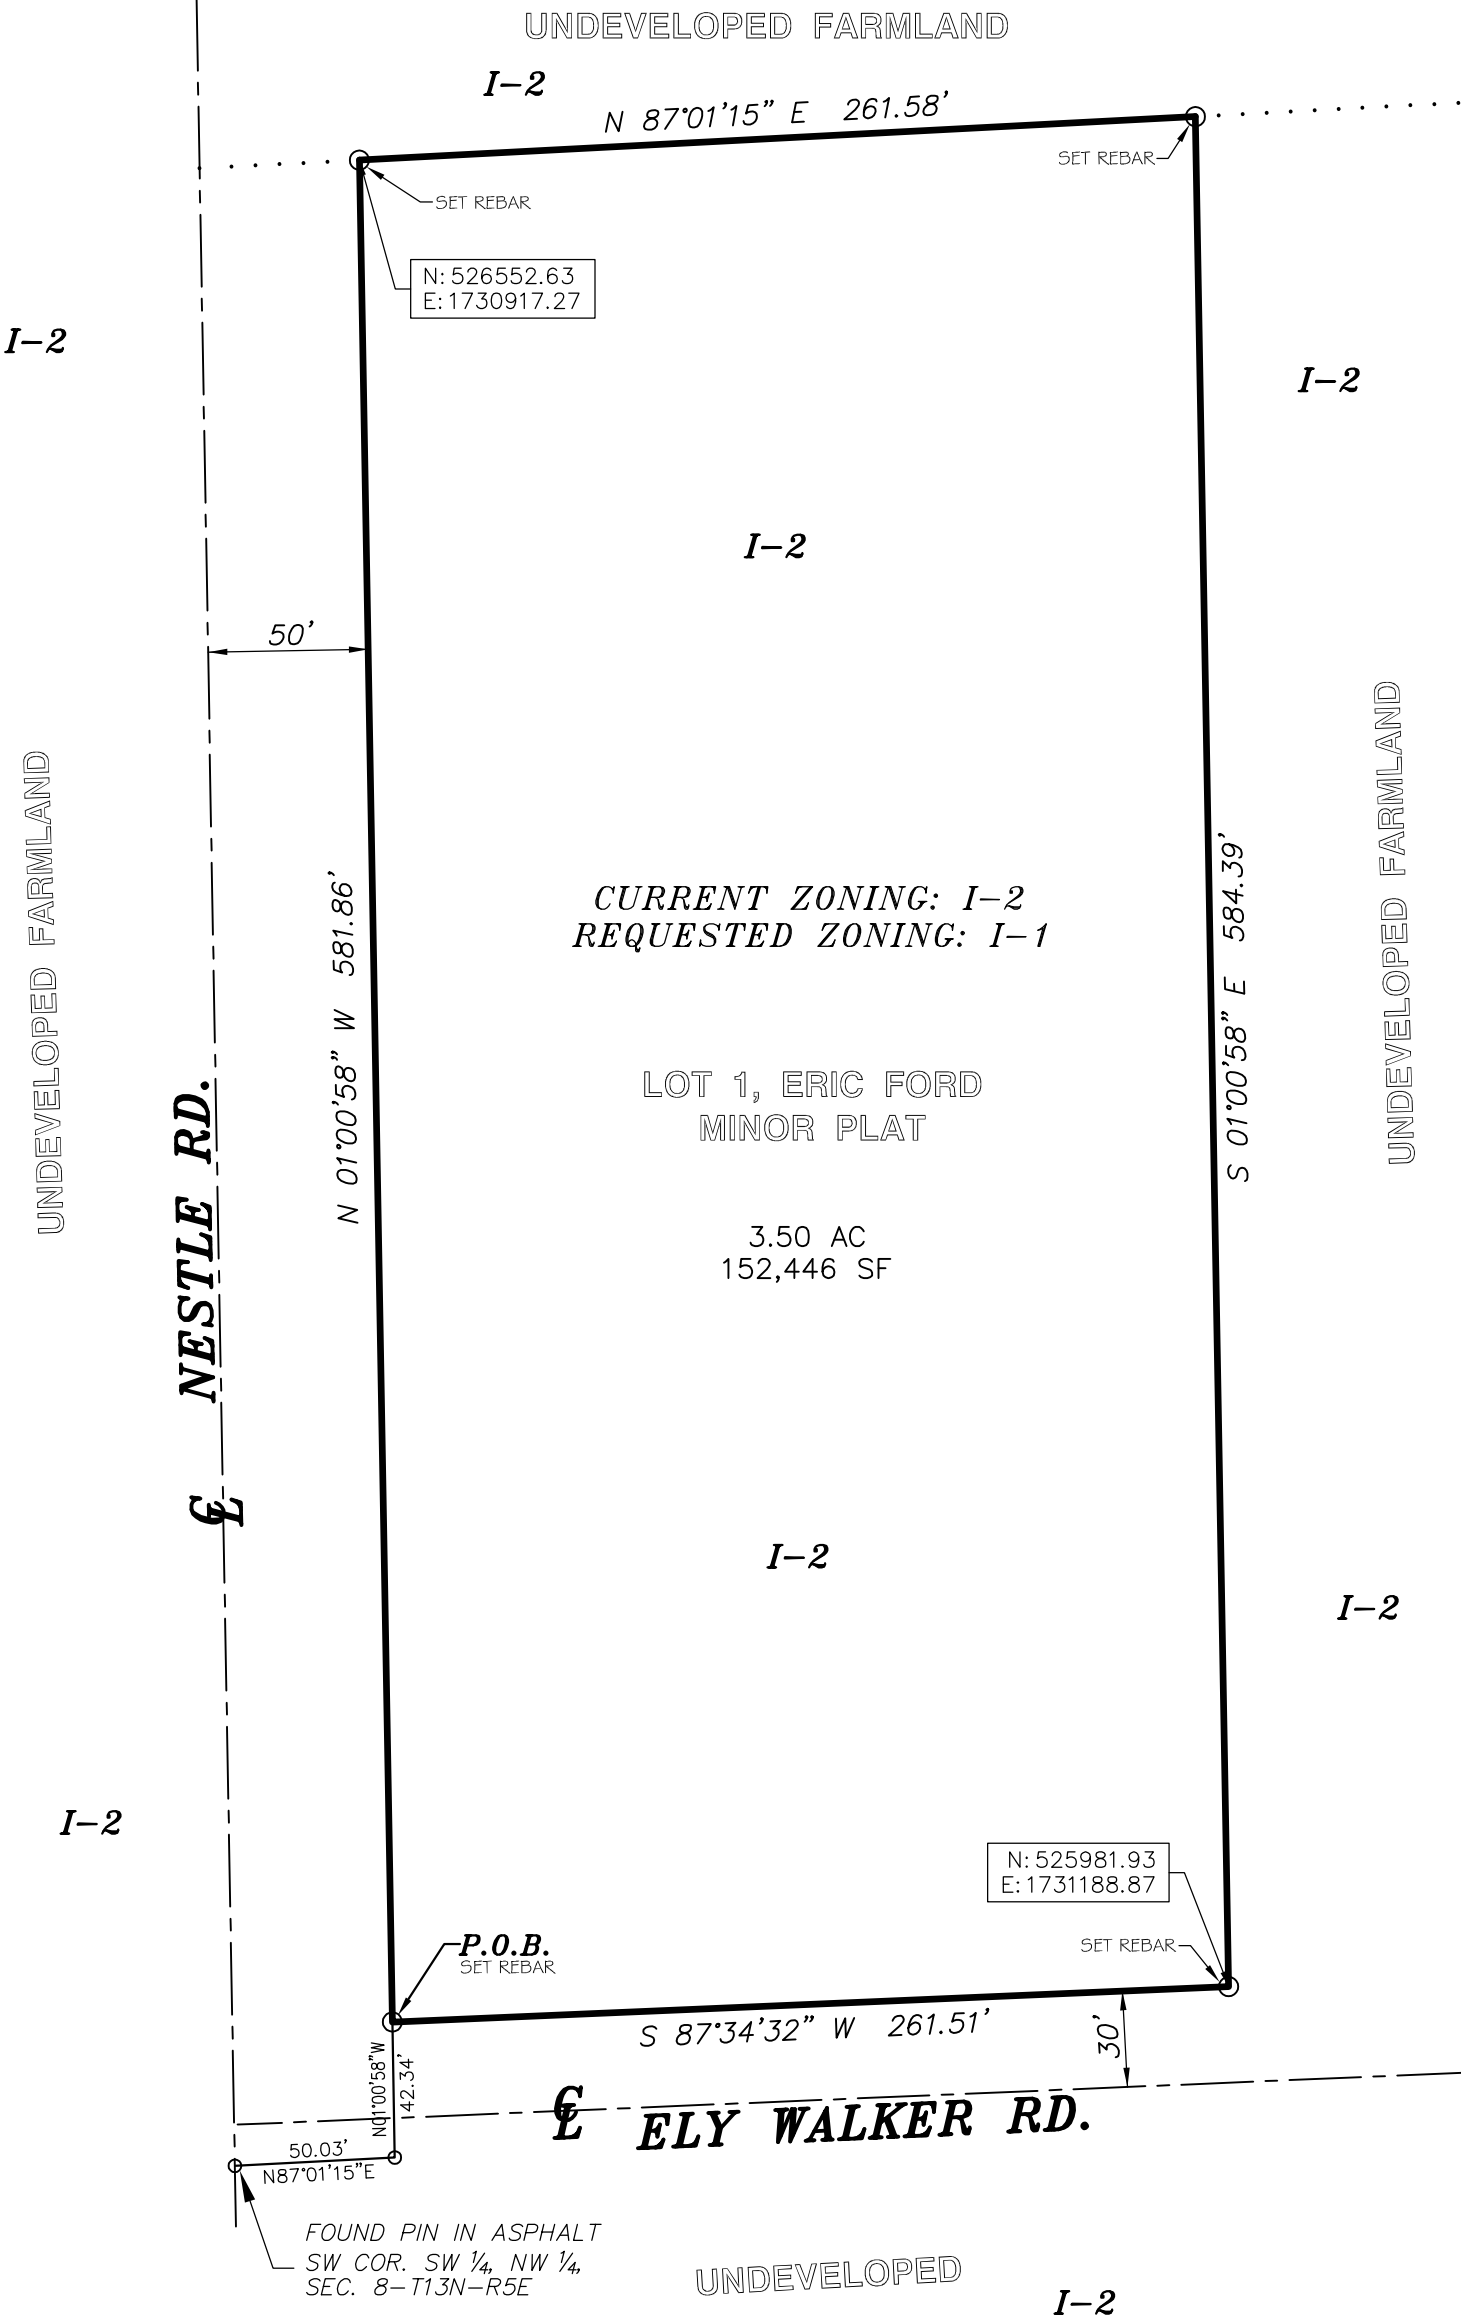 UNDEVELOPED FARMLAND
I-2
N 87°01'15" E 261.58'
SET REBAR
SET REBAR
N: 526552.63
E: 1730917.27
I-2
I-2
I-2
50'
UNDEVELOPED FARMLAND
UNDEVELOPED FARMLAND
N 01°00'58" W 581.86'
S 01°00'58" E 584.39'
CURRENT ZONING: I-2
REQUESTED ZONING: I-1
LOT 1, ERIC FORD
MINOR PLAT
3.50 AC
152,446 SF
℄ NESTLE RD.
I-2
I-2
I-2
N: 525981.93
E: 1731188.87
P.O.B.
SET REBAR
SET REBAR
S 87°34'32" W 261.51'
30'
N01°00'58"W
42.34'
℄ ELY WALKER RD.
50.03'
N87°01'15"E
FOUND PIN IN ASPHALT
SW COR. SW ¼, NW ¼,
SEC. 8-T13N-R5E
UNDEVELOPED
I-2